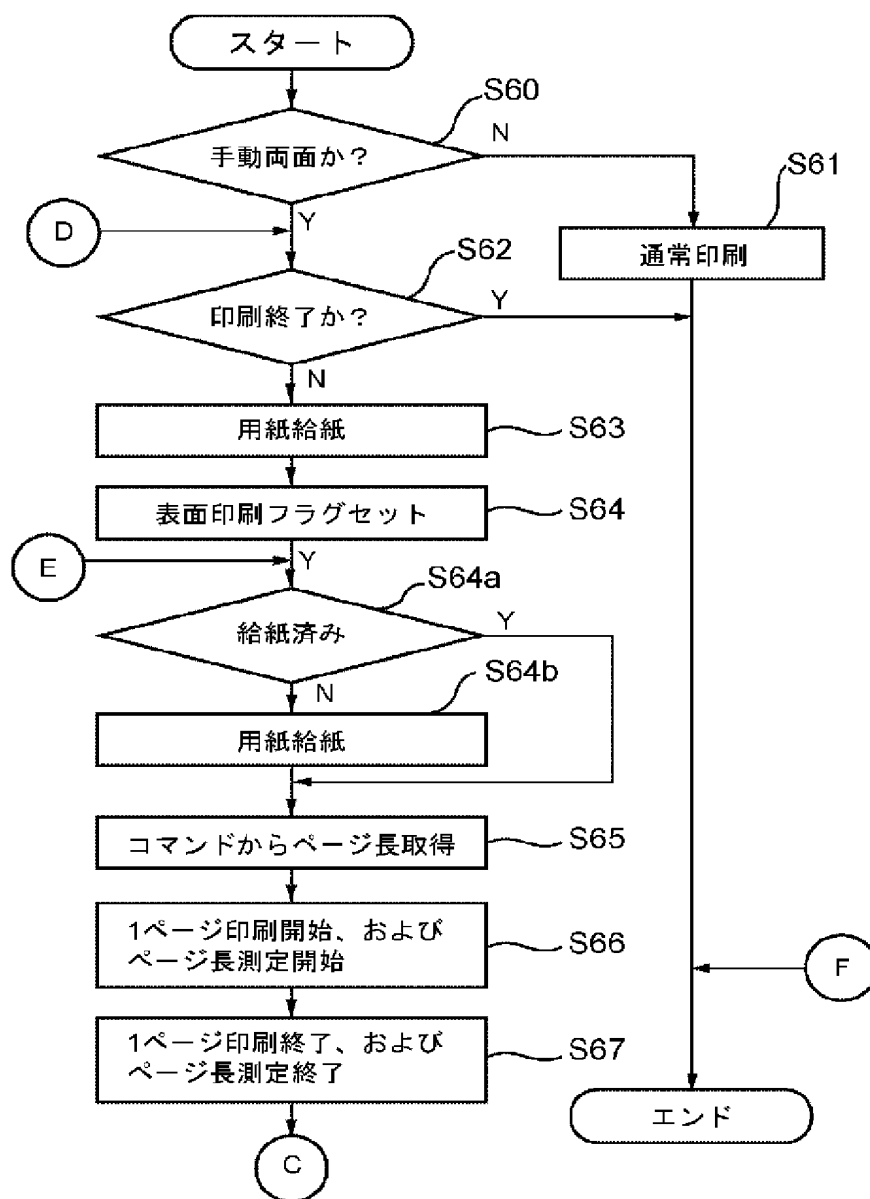 スタート
S60
手動両面か?
N
S61
通常印刷
D
Y
S62
印刷終了か?
Y
N
用紙給紙
S63
表面印刷フラグセット
S64
E
Y
S64a
給紙済み
Y
S64b
N
用紙給紙
コマンドからページ長取得
S65
1ページ印刷開始、および
ページ長測定開始
S66
F
1ページ印刷終了、および
ページ長測定終了
S67
エンド
C